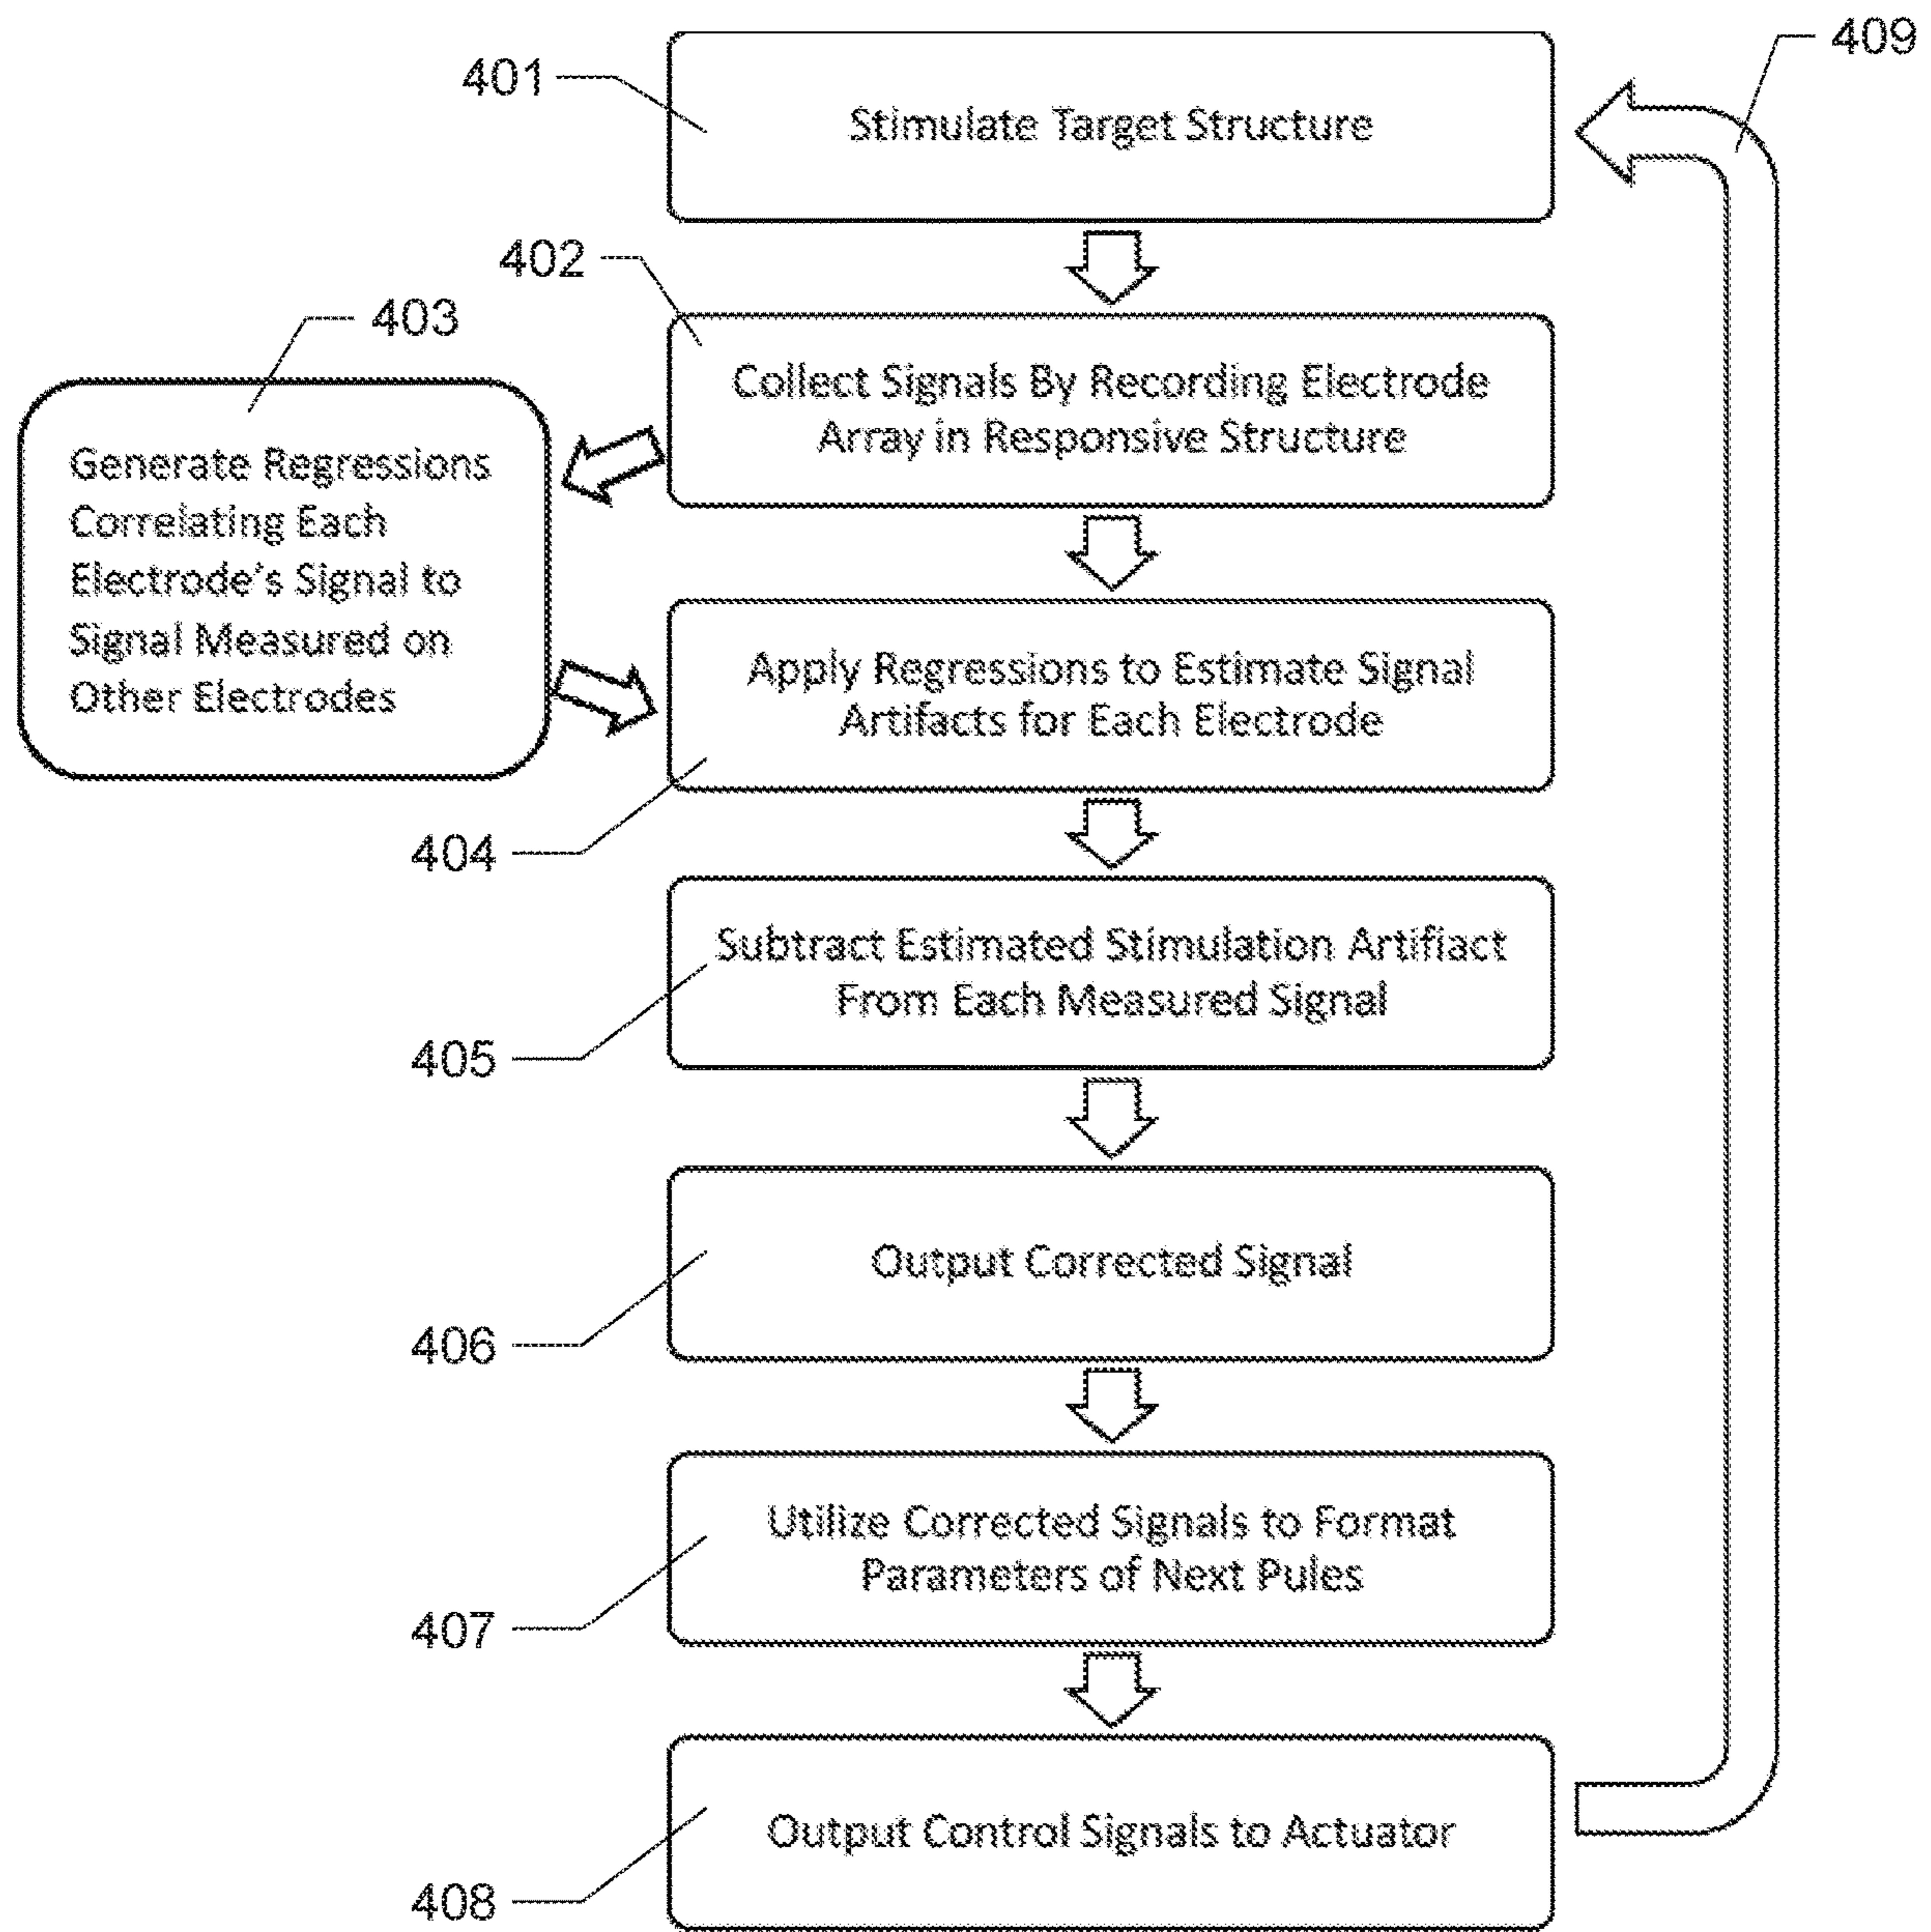 409
401
Stimulate Target Structure
402
403
Collect Signals By Recording Electrode
Array in Responsive Structure
Generate Regressions
Correlating Each
Electrode's Signal to
Signal Measured on
Other Electrodes
Apply Regressions to Estimate Signal
Artifacts for Each Electrode
404
Subtract Estimated Stimulation Artifiact
From Each Measured Signal
405
Output Corrected Signal
406
Utilize Corrected Signals to Format
Parameters of Next Pules
407
Output Control Signals to Actuator
408